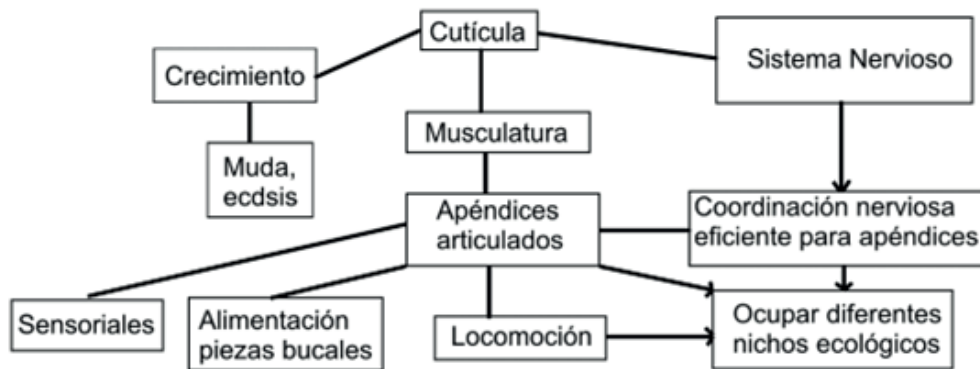 Cutícula
Crecimiento
Sistema Nervioso
Musculatura
Muda,
ecdsis
Apéndices
articulados
Coordinación nerviosa
eficiente para apéndices
Sensoriales
Alimentación
piezas bucales
Locomoción
Ocupar diferentes
nichos ecológicos